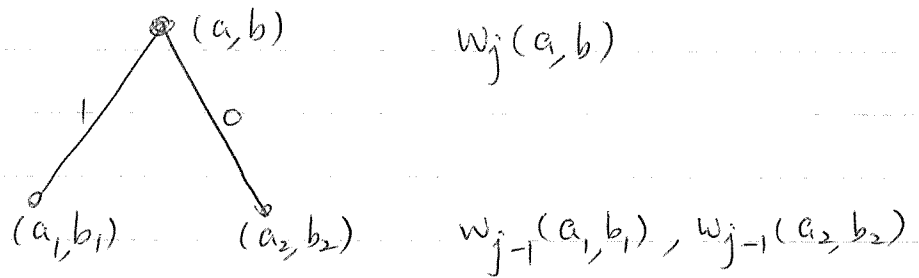 (a,b) w_j(a,b)
1 0
(a_1,b_1) (a_2,b_2) w_{j-1}(a_1,b_1), w_{j-1}(a_2,b_2)